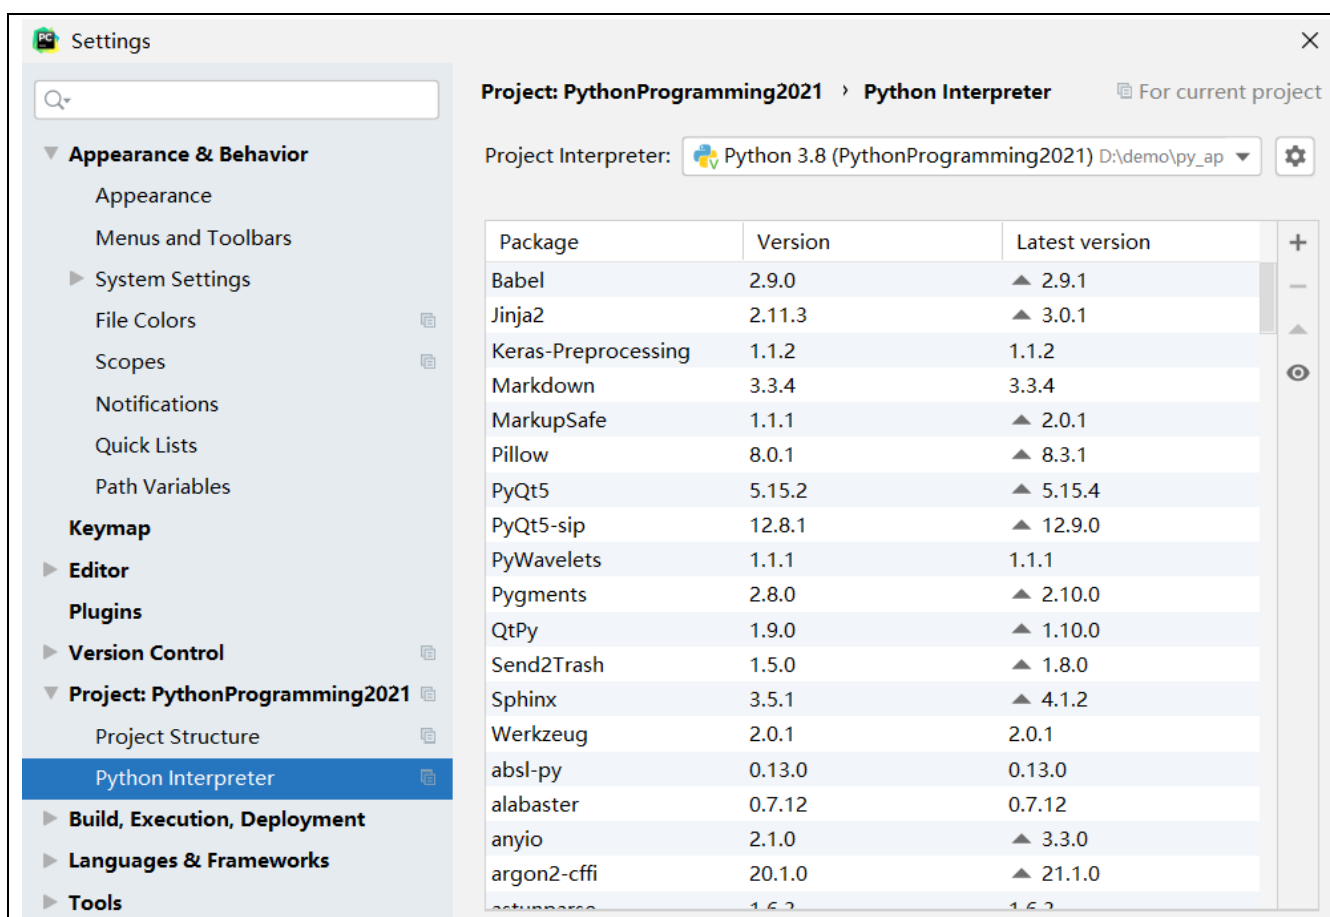 PC
Settings
Appearance & Behavior
Appearance
Menus and Toolbars
System Settings
File Colors
Scopes
Notifications
Quick Lists
Path Variables
Keymap
Editor
Plugins
Version Control
Project: PythonProgramming2021
Project Structure
Python Interpreter
Build, Execution, Deployment
Languages & Frameworks
Tools
Project: PythonProgramming2021 › Python Interpreter For current project
Project Interpreter: Python 3.8 (PythonProgramming2021) D:\demo\py_ap
Package Version Latest version
Babel 2.9.0 2.9.1
Jinja2 2.11.3 3.0.1
Keras-Preprocessing 1.1.2 1.1.2
Markdown 3.3.4 3.3.4
MarkupSafe 1.1.1 2.0.1
Pillow 8.0.1 8.3.1
PyQt5 5.15.2 5.15.4
PyQt5-sip 12.8.1 12.9.0
PyWavelets 1.1.1 1.1.1
Pygments 2.8.0 2.10.0
QtPy 1.9.0 1.10.0
Send2Trash 1.5.0 1.8.0
Sphinx 3.5.1 4.1.2
Werkzeug 2.0.1 2.0.1
absl-py 0.13.0 0.13.0
alabaster 0.7.12 0.7.12
anyio 2.1.0 3.3.0
argon2-cffi 20.1.0 21.1.0
astunparse 1.6.3 1.6.3